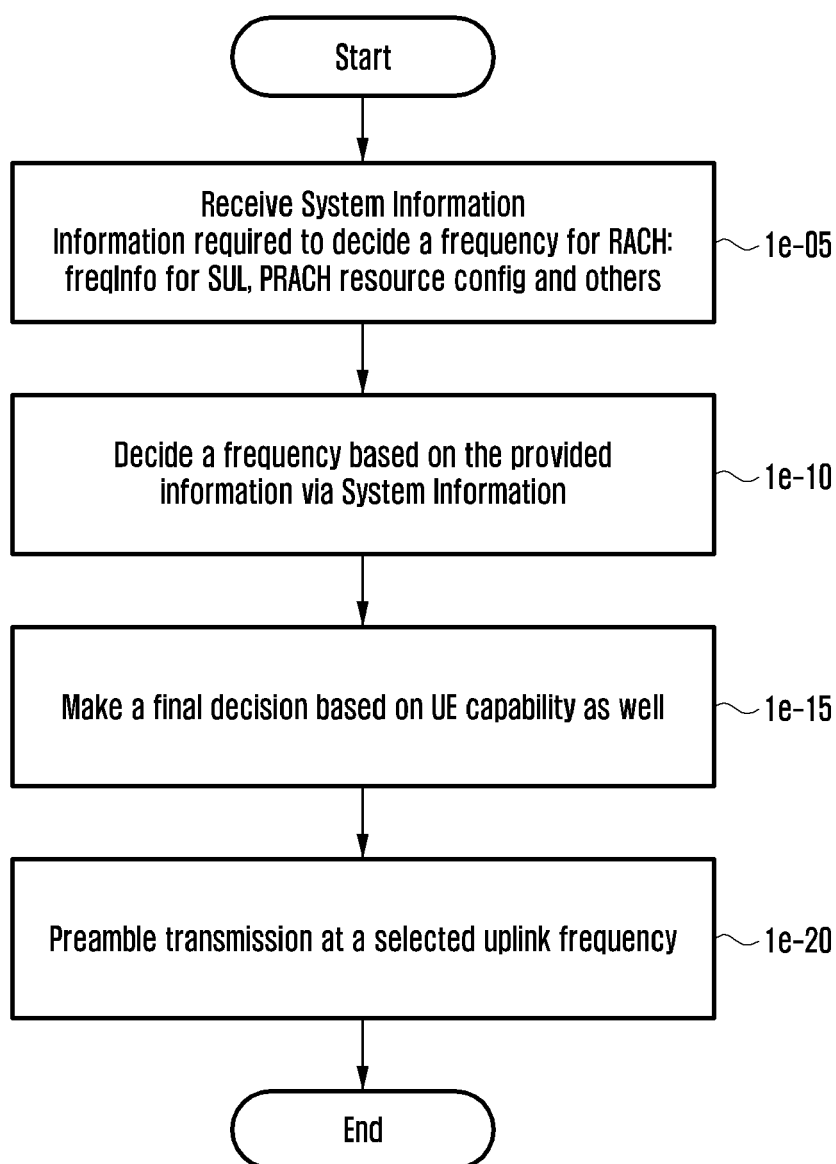 Start
Receive System Information
Information required to decide a frequency for RACH:
freqInfo for SUL, PRACH resource config and others
1e-05
Decide a frequency based on the provided
information via System Information
1e-10
Make a final decision based on UE capability as well
1e-15
Preamble transmission at a selected uplink frequency
1e-20
End